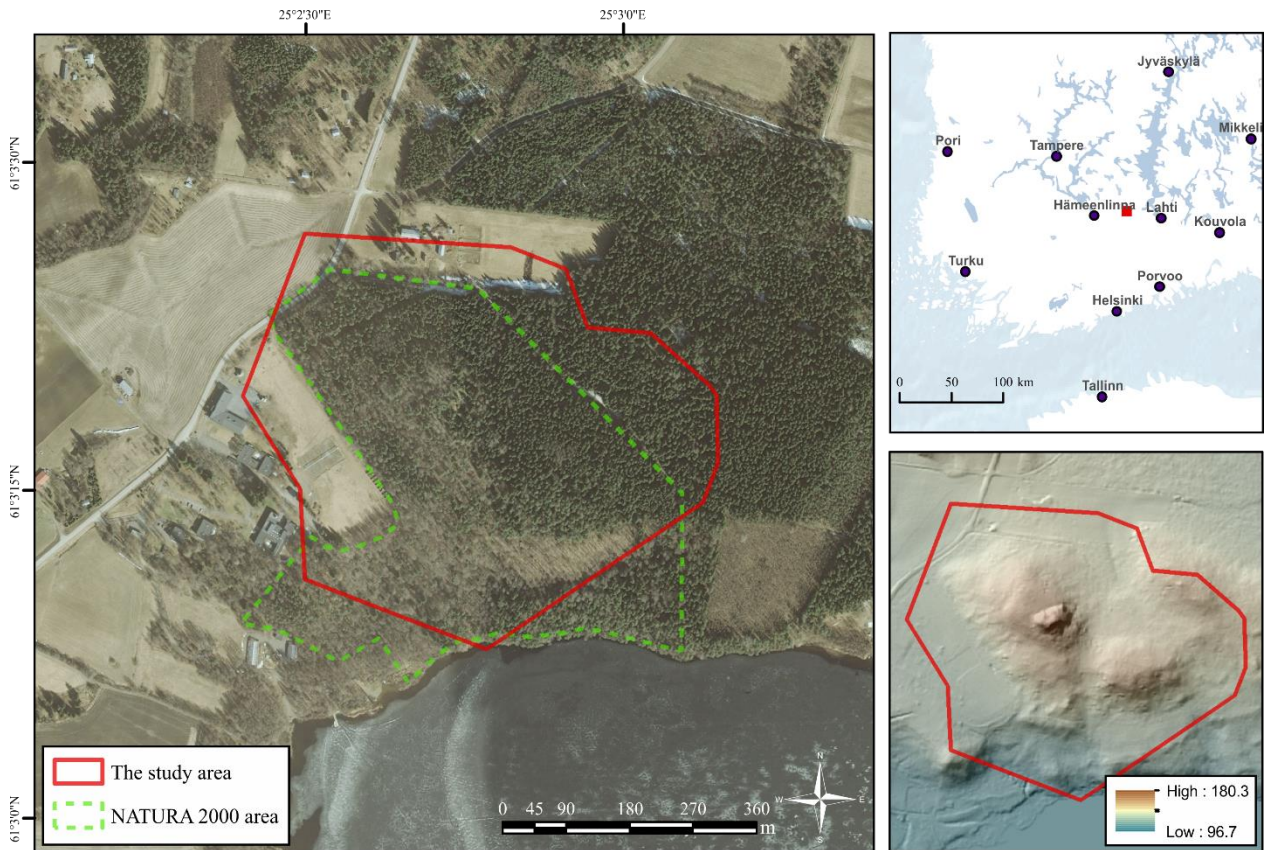 25°2'30"E
25°3'0"E
61°3'30"N
61°3'15"N
61°3'0"N
The study area
NATURA 2000 area
N
W
E
S
0 45 90 180 270 360
m
Jyväskylä
Mikkeli
Pori
Tampere
Hämeenlinna
Lahti
Kouvola
Turku
Porvoo
Helsinki
0 50 100 km
Tallinn
High : 180.3
Low : 96.7